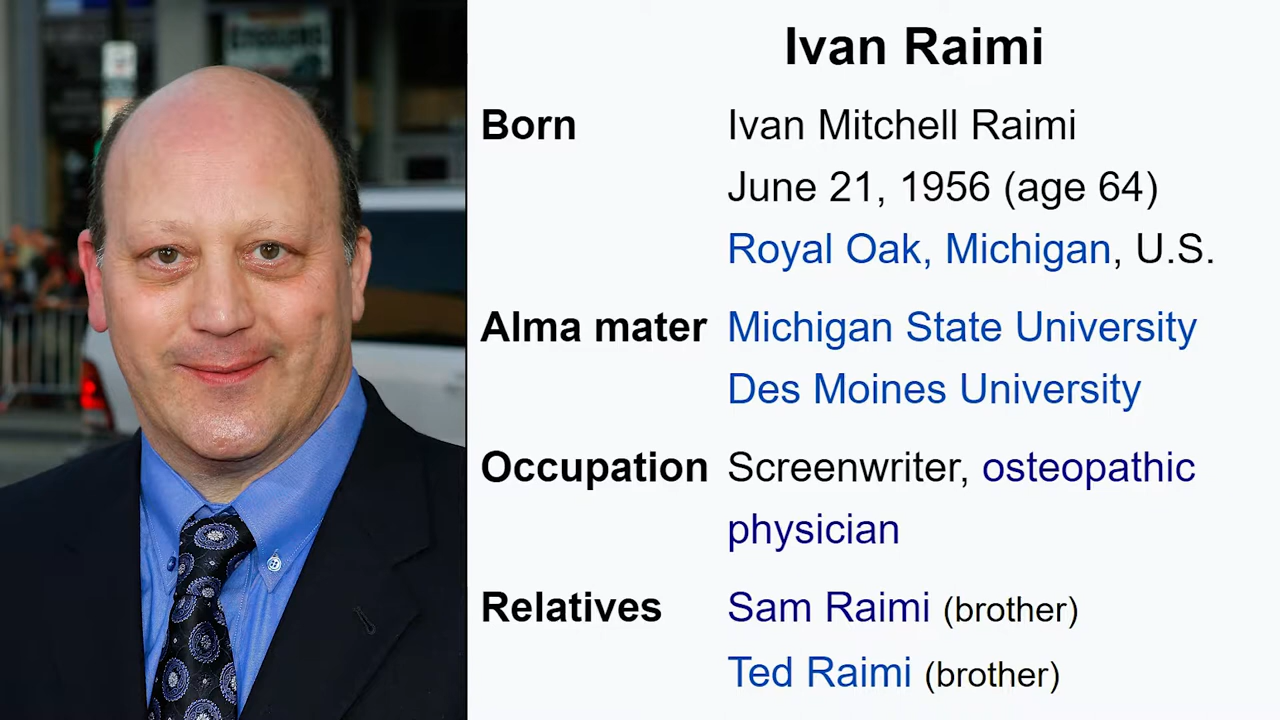 Ivan Raimi
Born Ivan Mitchell Raimi
June 21, 1956 (age 64)
Royal Oak, Michigan, U.S.
Alma mater Michigan State University
Des Moines University
Occupation Screenwriter, osteopathic
physician
Relatives Sam Raimi (brother)
Ted Raimi (brother)